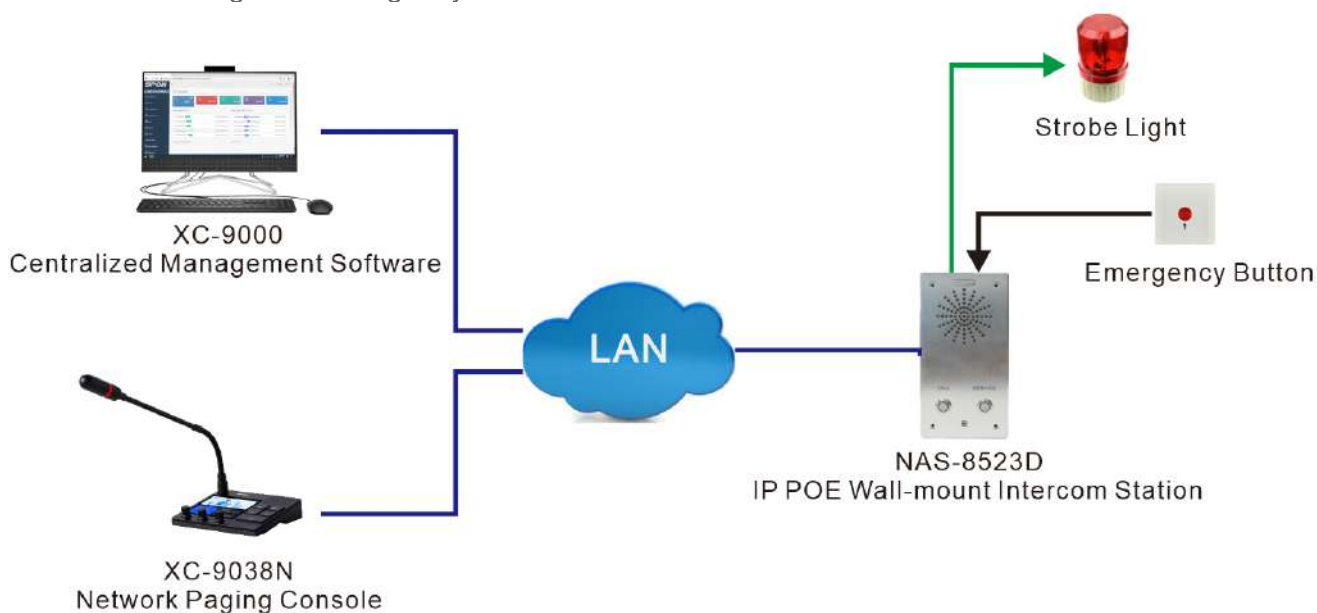 XC-9000
Centralized Management Software
LAN
Strobe Light
Emergency Button
NAS-8523D
IP POE Wall-mount Intercom Station
XC-9038N
Network Paging Console